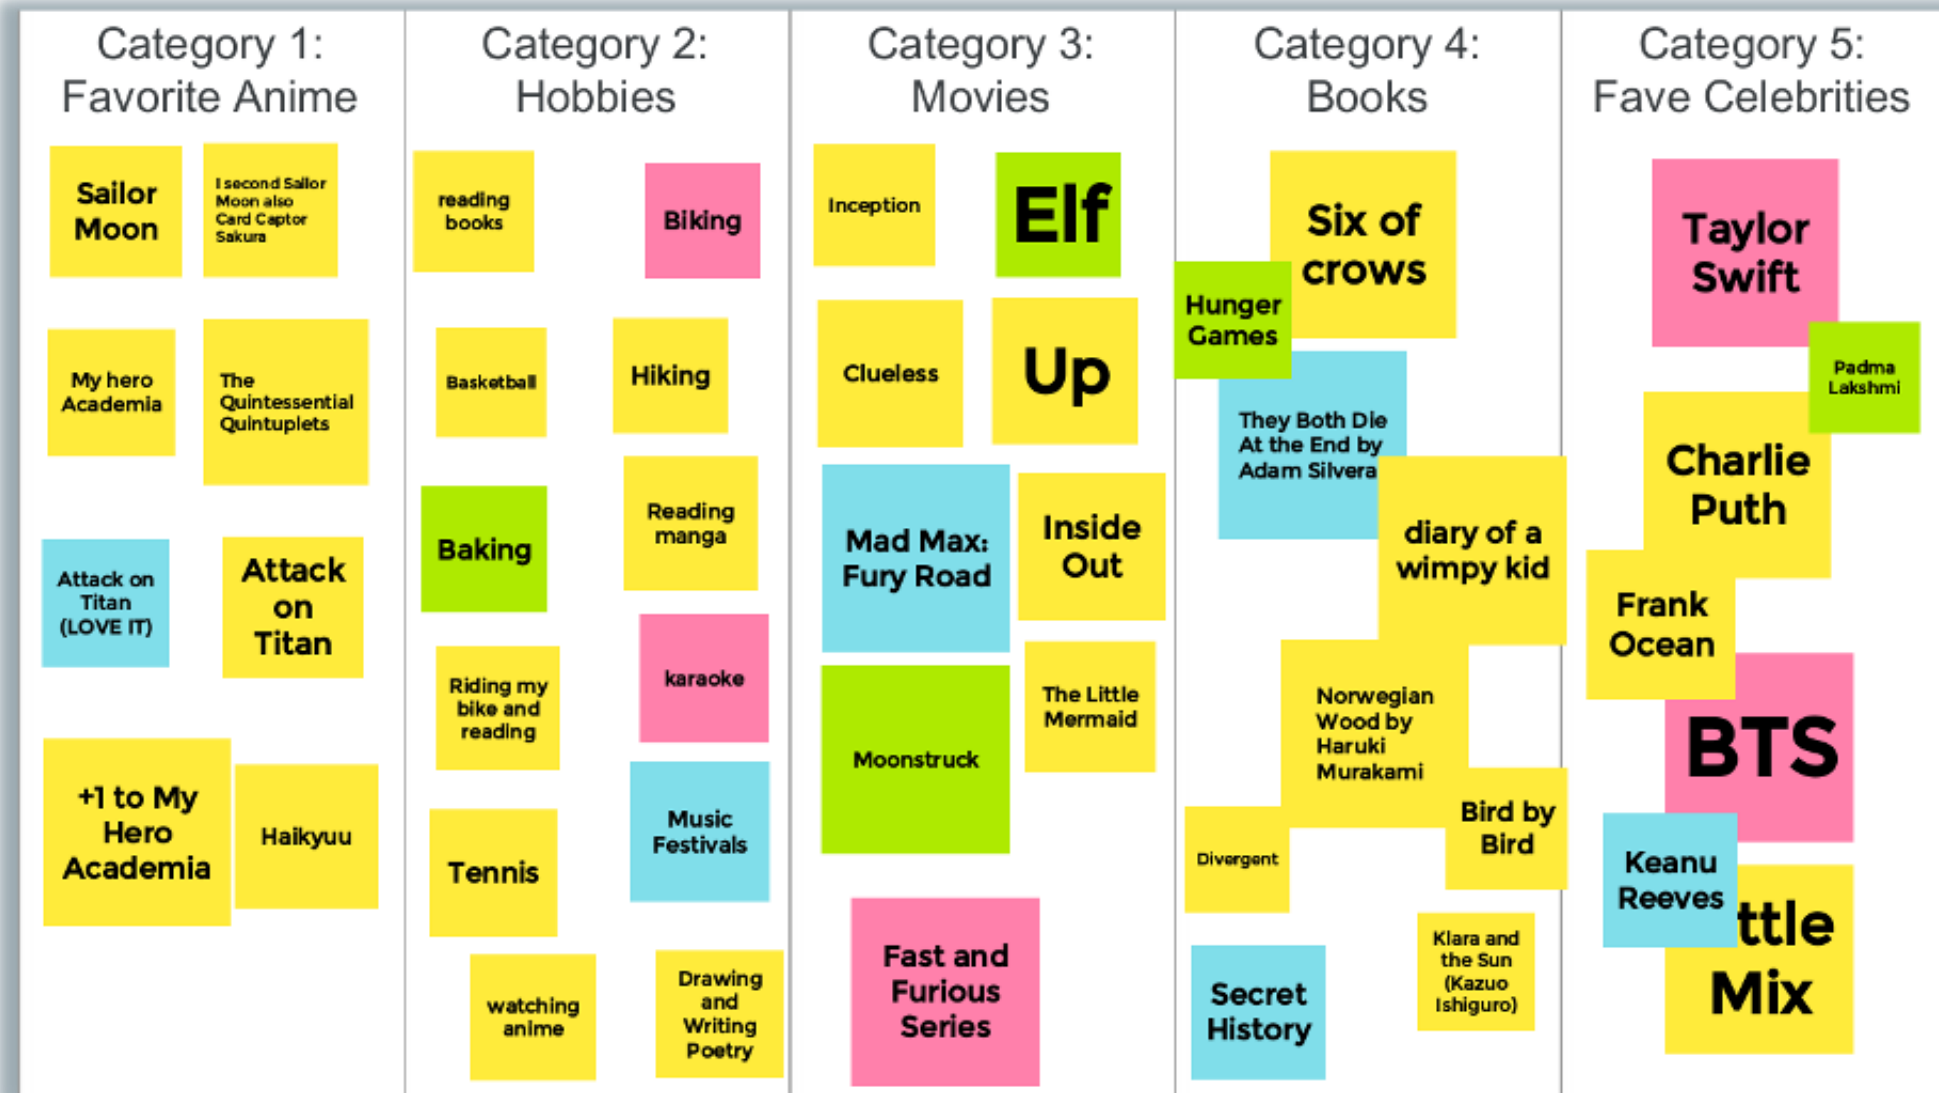 Category 1:
Favorite Anime
Sailor
Moon
I second Sailor
Moon also
Card Captor
Sakura
My hero
Academia
The
Quintessential
Quintuplets
Attack on
Titan
(LOVE IT)
Attack
on
Titan
+1 to My
Hero
Academia
Haikyuu
Category 2:
Hobbies
reading
books
Biking
Basketball
Hiking
Baking
Reading
manga
Riding my
bike and
reading
karaoke
Music
Festivals
Tennis
watching
anime
Drawing
and
Writing
Poetry
Category 3:
Movies
Inception
Elf
Clueless
Up
Mad Max:
Fury Road
Inside
Out
Moonstruck
The Little
Mermaid
Fast and
Furious
Series
Category 4:
Books
Six of
crows
Hunger
Games
They Both Die
At the End by
Adam Silvera
diary of a
wimpy kid
Norwegian
Wood by
Haruki
Murakami
Bird by
Bird
Divergent
Klara and
the Sun
(Kazuo
Ishiguro)
Secret
History
Category 5:
Fave Celebrities
Taylor
Swift
Padma
Lakshmi
Charlie
Puth
Frank
Ocean
BTS
Keanu
Reeves
ttle
Mix